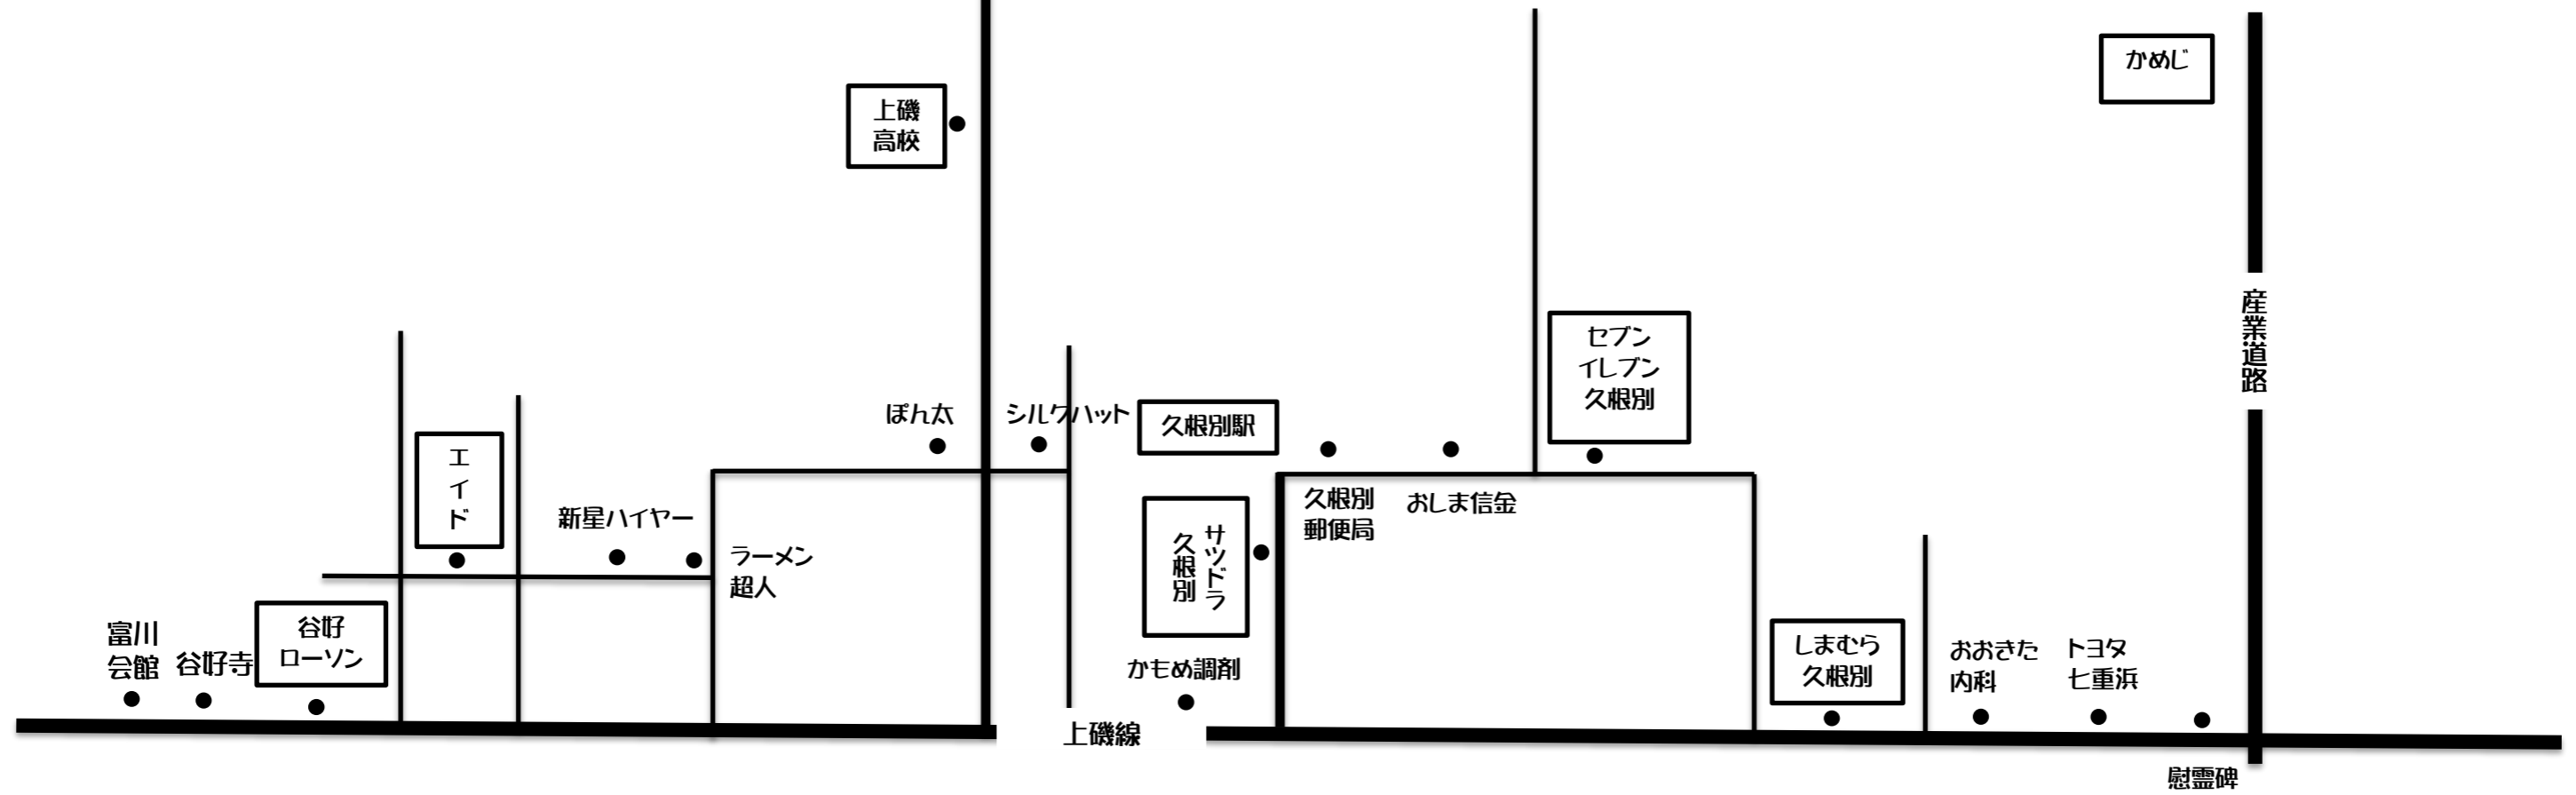 かめじ
上磯
高校
産業道路
セブン
イレブン
久根別
ぽん太
シルクハット
久根別駅
エイド
新星ハイヤー
ラーメン
超人
久根別
郵便局
おしま信金
サツドラ
久根別
富川
会館
谷好寺
谷好
ローソン
かもめ調剤
しまむら
久根別
おおきた
内科
トヨタ
七重浜
上磯線
慰霊碑